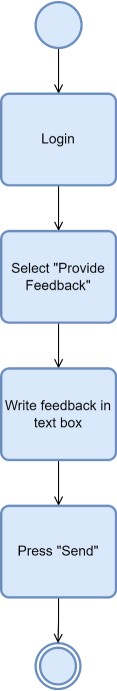 Login
Select "Provide
Feedback"
Write feedback in
text box
Press "Send"